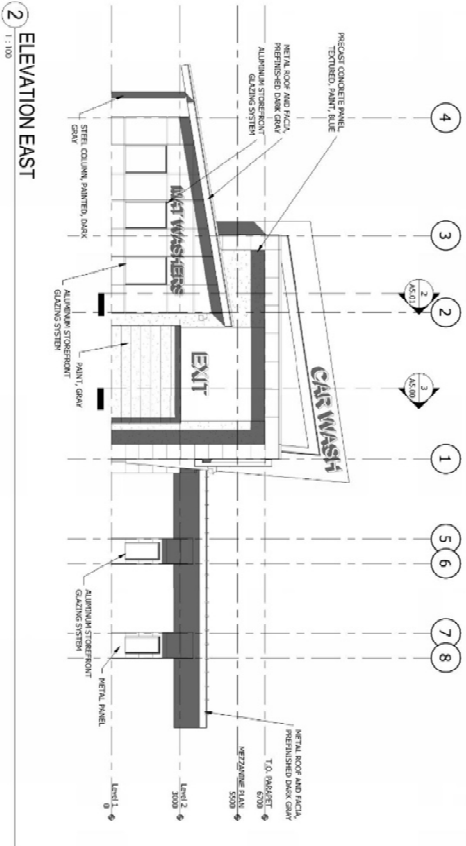 4
3
2
1
5
6
7
8
2
A5.01
3
A5.00
PRECAST CONCRETE PANEL,
TEXTURED, PAINT, BLUE
METAL ROOF AND FACIA,
PREFINISHED DARK GRAY
ALUMINUM STOREFRONT
GLAZING SYSTEM
CAR WASH
MAT WASHERS
EXIT
METAL ROOF AND FACIA,
PREFINISHED DARK GRAY
T.O. PARAPET
6700
MEZZANINE PLAN
5500
Level 2
3000
Level 1
0
STEEL COLUMN, PAINTED, DARK
GRAY
ALUMINUM STOREFRONT
GLAZING SYSTEM
PAINT, GRAY
ALUMINUM STOREFRONT
GLAZING SYSTEM
METAL PANEL
2
ELEVATION EAST
1 : 100